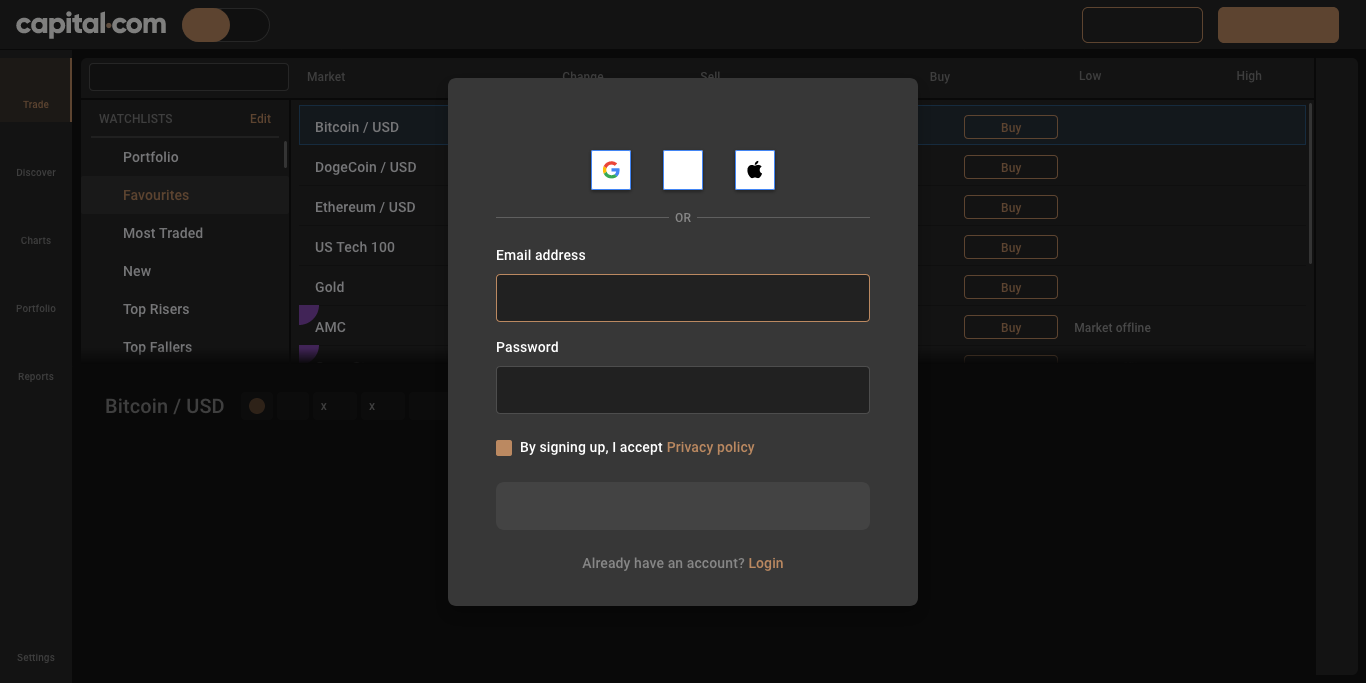 capital.com
Market Change Sell Buy Low High
Trade
WATCHLISTS Edit
Bitcoin / USD Buy
Portfolio
DogeCoin / USD Buy
Discover
Favourites
Ethereum / USD Buy
Most Traded
Charts
US Tech 100 Buy
New
Gold Buy
Top Risers
Portfolio
AMC Buy Market offline
Top Fallers
Reports
Bitcoin / USD x x
Settings
OR
Email address
Password
By signing up, I accept Privacy policy
Already have an account? Login